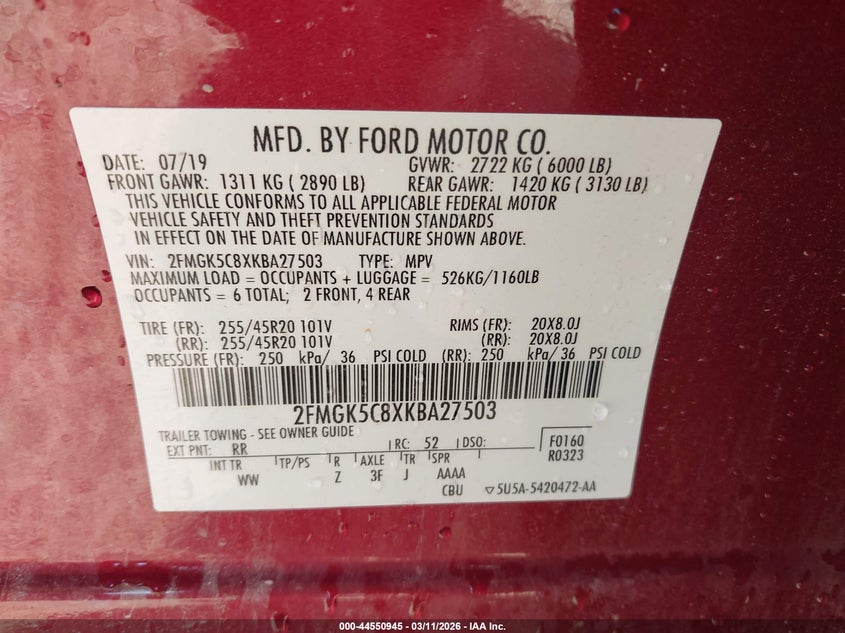 MFD. BY FORD MOTOR CO.
DATE: 07/19 GVWR: 2722 KG ( 6000 LB)
FRONT GAWR: 1311 KG ( 2890 LB) REAR GAWR: 1420 KG ( 3130 LB)
THIS VEHICLE CONFORMS TO ALL APPLICABLE FEDERAL MOTOR
VEHICLE SAFETY AND THEFT PREVENTION STANDARDS
IN EFFECT ON THE DATE OF MANUFACTURE SHOWN ABOVE.
VIN: 2FMGK5C8XKBA27503 TYPE: MPV
MAXIMUM LOAD = OCCUPANTS + LUGGAGE = 526KG/1160LB
OCCUPANTS = 6 TOTAL; 2 FRONT, 4 REAR
TIRE (FR): 255/45R20 101V RIMS (FR): 20X8.0J
(RR): 255/45R20 101V (RR): 20X8.0J
PRESSURE (FR): 250 kPa/ 36 PSI COLD (RR): 250 kPa/ 36 PSI COLD
2FMGK5C8XKBA27503
TRAILER TOWING - SEE OWNER GUIDE
EXT PNT: RR RC: 52 DSO: F0160
R0323
INT TR TP/PS R AXLE TR SPR
WW Z 3F J AAAA
CBU ▽5U5A-5420472-AA
000-44550945 - 03/11/2026 - IAA Inc.